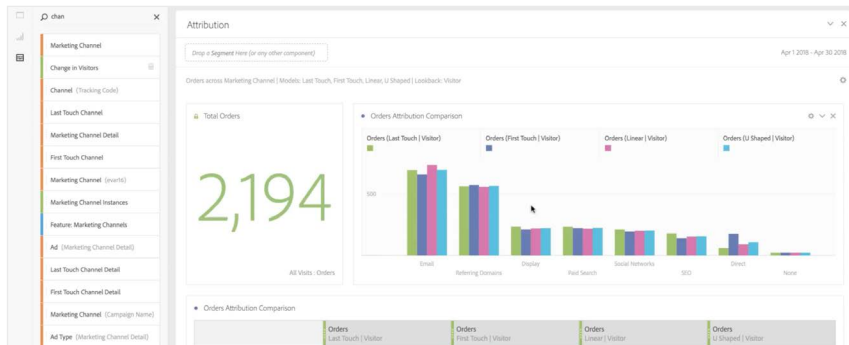 chan
Marketing Channel
Change in Visitors
Channel (Tracking Code)
Last Touch Channel
Marketing Channel Detail
First Touch Channel
Marketing Channel (evar16)
Marketing Channel Instances
Feature: Marketing Channels
Ad (Marketing Channel Detail)
Last Touch Channel Detail
First Touch Channel Detail
Marketing Channel (Campaign Name)
Ad Type (Marketing Channel Detail)
Attribution
Drop a Segment Here (or any other component)
Apr 1 2018 - Apr 30 2018
Orders across Marketing Channel | Models: Last Touch, First Touch, Linear, U Shaped | Lookback: Visitor
Total Orders
2,194
All Visits : Orders
Orders Attribution Comparison
Orders (Last Touch | Visitor) Orders (First Touch | Visitor) Orders (Linear | Visitor) Orders (U Shaped | Visitor)
Email Display Social Networks Direct
Referring Domains Paid Search SEO None
Orders Attribution Comparison
Orders Orders Orders Orders
Last Touch | Visitor First Touch | Visitor Linear | Visitor U Shaped | Visitor